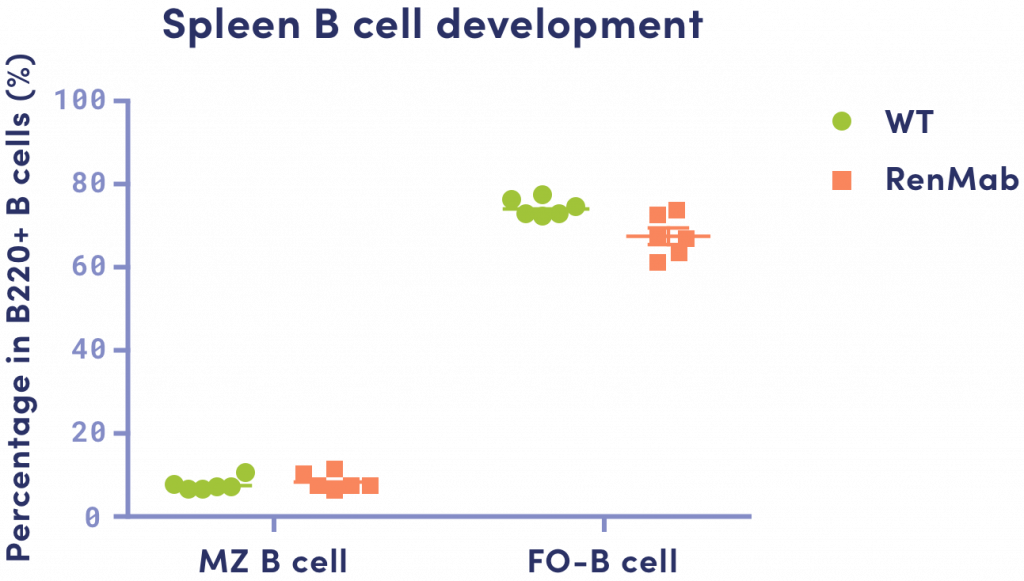 Spleen B cell development
Percentage in B220+ B cells (%)
100
80
60
40
20
0
MZ B cell
FO-B cell
WT
RenMab